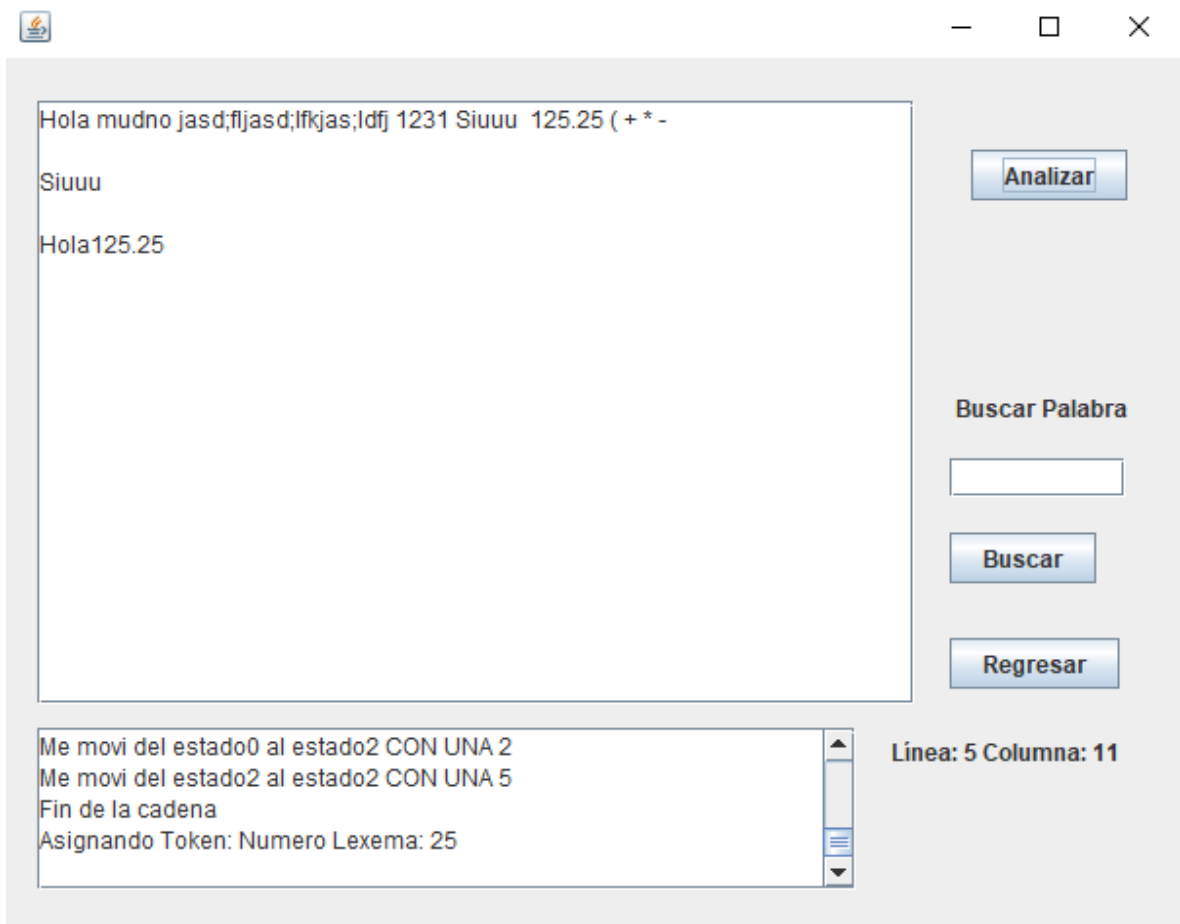 Hola mudno jasd;fljasd;lfkjas;ldfj 1231 Siuuu  125.25 ( + * -
Siuuu
Hola125.25
Analizar
Buscar Palabra
Buscar
Regresar
Me movi del estado0 al estado2 CON UNA 2
Me movi del estado2 al estado2 CON UNA 5
Fin de la cadena
Asignando Token: Numero Lexema: 25
Línea: 5 Columna: 11